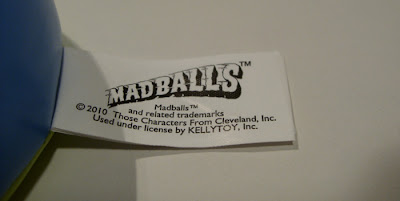 MADBALLS™
Madballs™
and related trademarks
©2010 Those Characters From Cleveland, Inc.
Used under license by KELLYTOY, Inc.